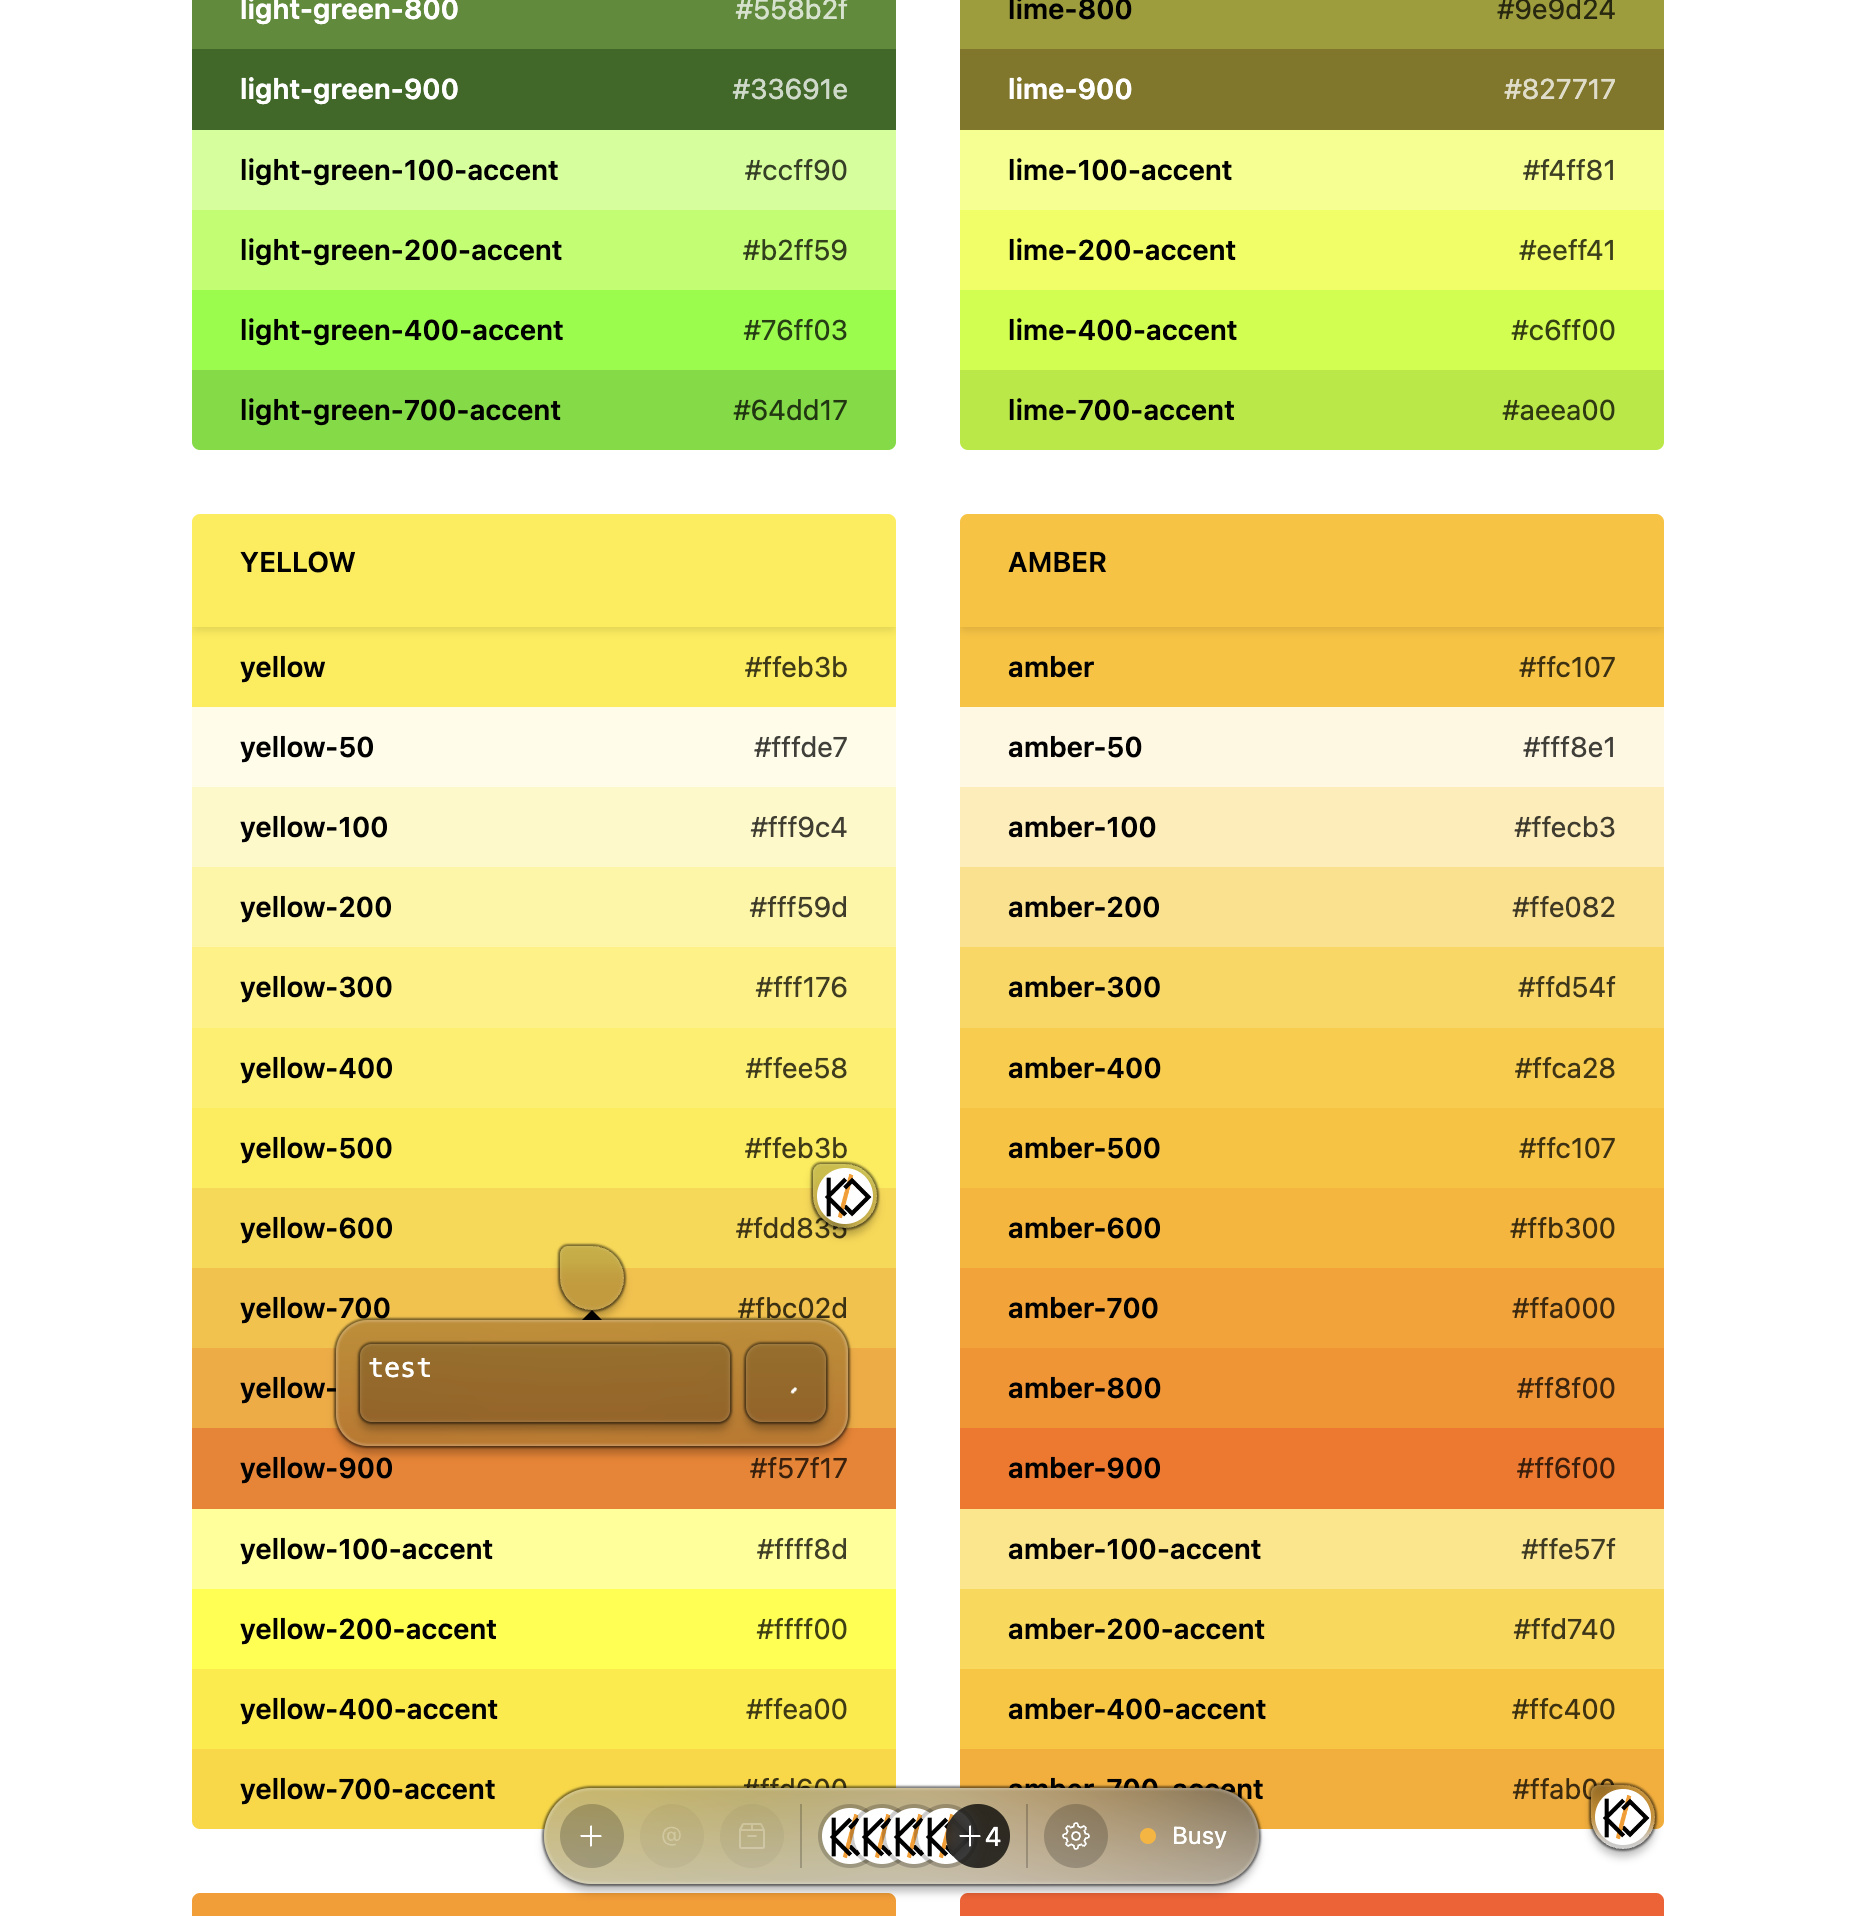 light-green-800 #558b2f
light-green-900 #33691e
light-green-100-accent #ccff90
light-green-200-accent #b2ff59
light-green-400-accent #76ff03
light-green-700-accent #64dd17
lime-800 #9e9d24
lime-900 #827717
lime-100-accent #f4ff81
lime-200-accent #eeff41
lime-400-accent #c6ff00
lime-700-accent #aeea00
YELLOW
yellow #ffeb3b
yellow-50 #fffde7
yellow-100 #fff9c4
yellow-200 #fff59d
yellow-300 #fff176
yellow-400 #ffee58
yellow-500 #ffeb3b
yellow-600 #fdd835
yellow-700 #fbc02d
yellow-
test
yellow-900 #f57f17
yellow-100-accent #ffff8d
yellow-200-accent #ffff00
yellow-400-accent #ffea00
yellow-700-accent #ffd600
AMBER
amber #ffc107
amber-50 #fff8e1
amber-100 #ffecb3
amber-200 #ffe082
amber-300 #ffd54f
amber-400 #ffca28
amber-500 #ffc107
amber-600 #ffb300
amber-700 #ffa000
amber-800 #ff8f00
amber-900 #ff6f00
amber-100-accent #ffe57f
amber-200-accent #ffd740
amber-400-accent #ffc400
amber-700-accent #ffab00
+4
Busy